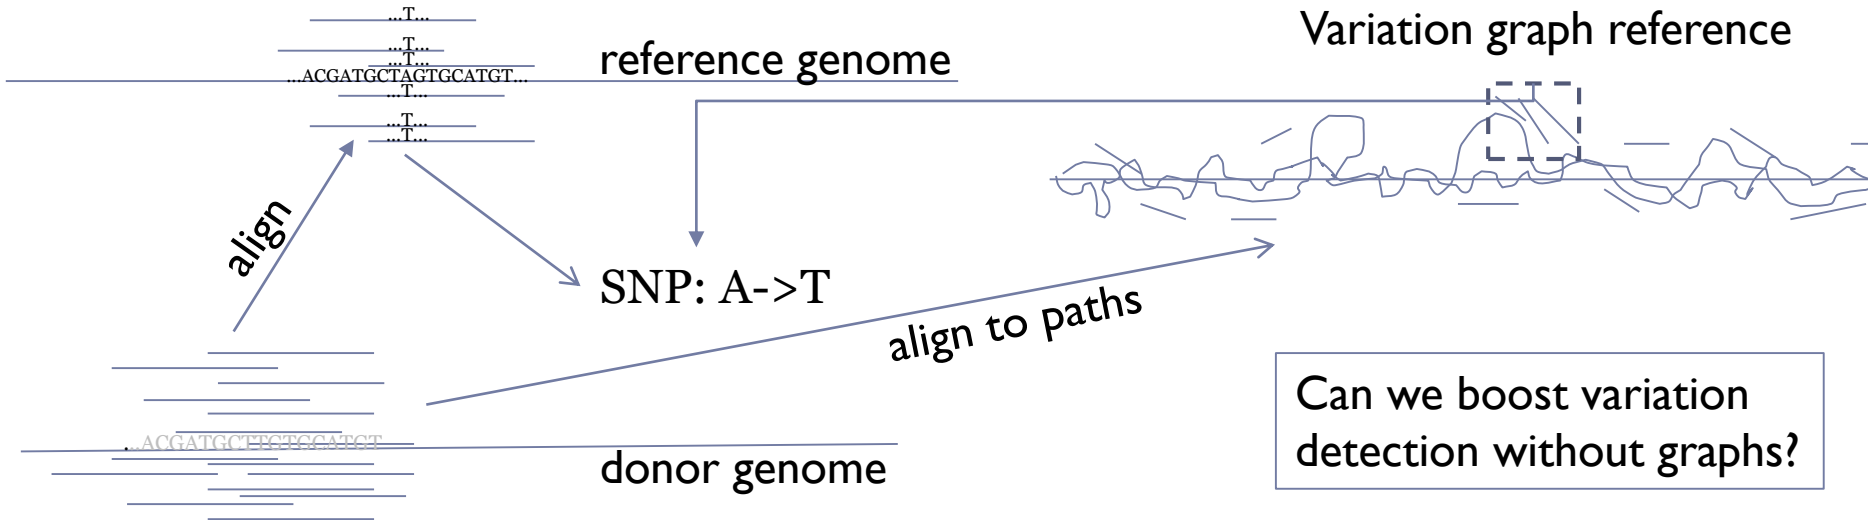 ...T...
...T...
...T...
...ACGATGCTAGTGCATGT...
...T...
...T...
...T...
reference genome
Variation graph reference
align
SNP: A->T
align to paths
...ACGATGCTTGTGCATGT
donor genome
Can we boost variation
detection without graphs?